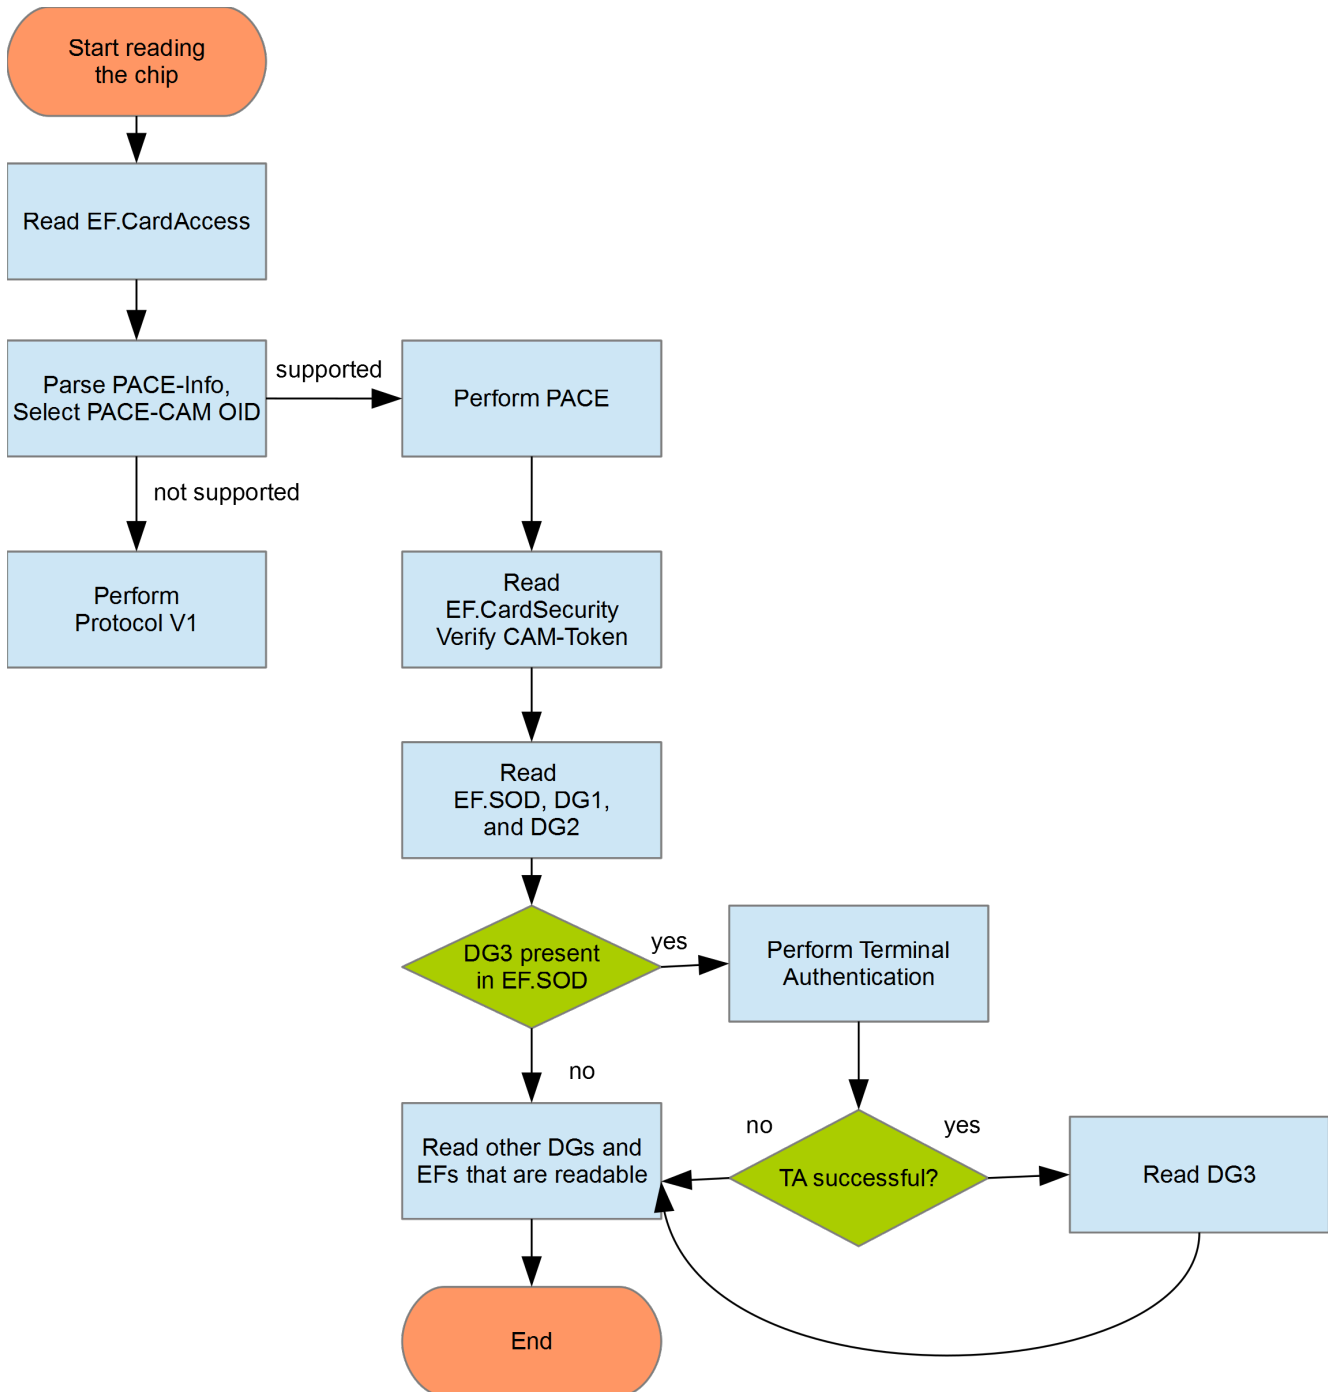 Start reading
the chip
Read EF.CardAccess
Parse PACE-Info,
Select PACE-CAM OID
supported
Perform PACE
not supported
Perform
Protocol V1
Read
EF.CardSecurity
Verify CAM-Token
Read
EF.SOD, DG1,
and DG2
DG3 present
in EF.SOD
yes
Perform Terminal
Authentication
no
Read other DGs and
EFs that are readable
no
TA successful?
yes
Read DG3
End